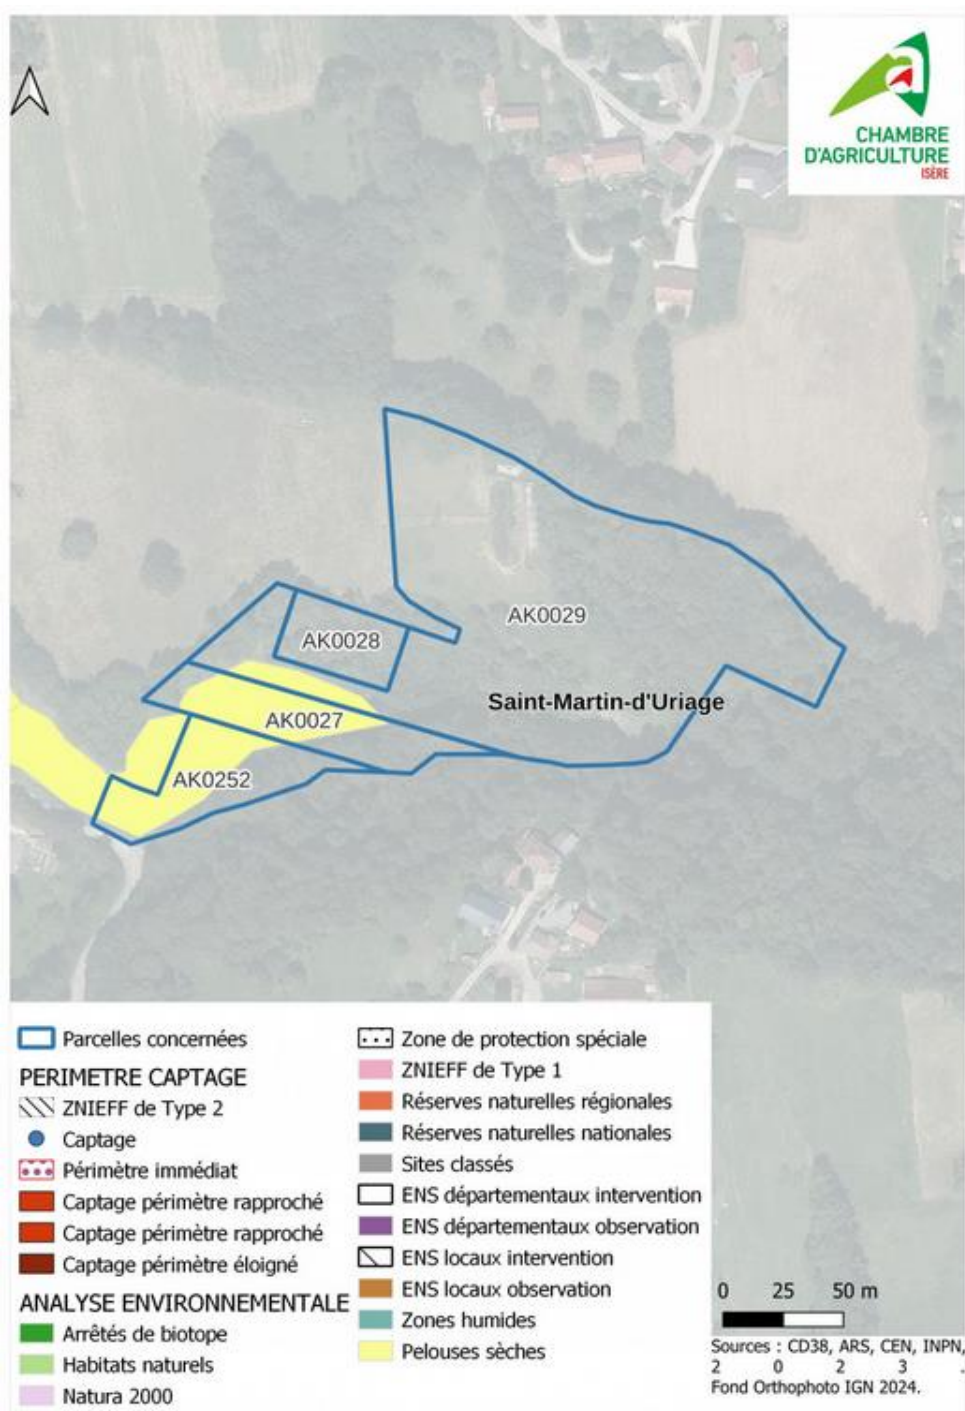 CHAMBRE
D'AGRICULTURE
ISÈRE
AK0029
AK0028
Saint-Martin-d'Uriage
AK0027
AK0252
Parcelles concernées
PERIMETRE CAPTAGE
ZNIEFF de Type 2
Captage
Périmètre immédiat
Captage périmètre rapproché
Captage périmètre rapproché
Captage périmètre éloigné
ANALYSE ENVIRONNEMENTALE
Arrêtés de biotope
Habitats naturels
Natura 2000
Zone de protection spéciale
ZNIEFF de Type 1
Réserves naturelles régionales
Réserves naturelles nationales
Sites classés
ENS départementaux intervention
ENS départementaux observation
ENS locaux intervention
ENS locaux observation
Zones humides
Pelouses sèches
0 25 50 m
Sources : CD38, ARS, CEN, INPN,
2 0 2 3 .
Fond Orthophoto IGN 2024.